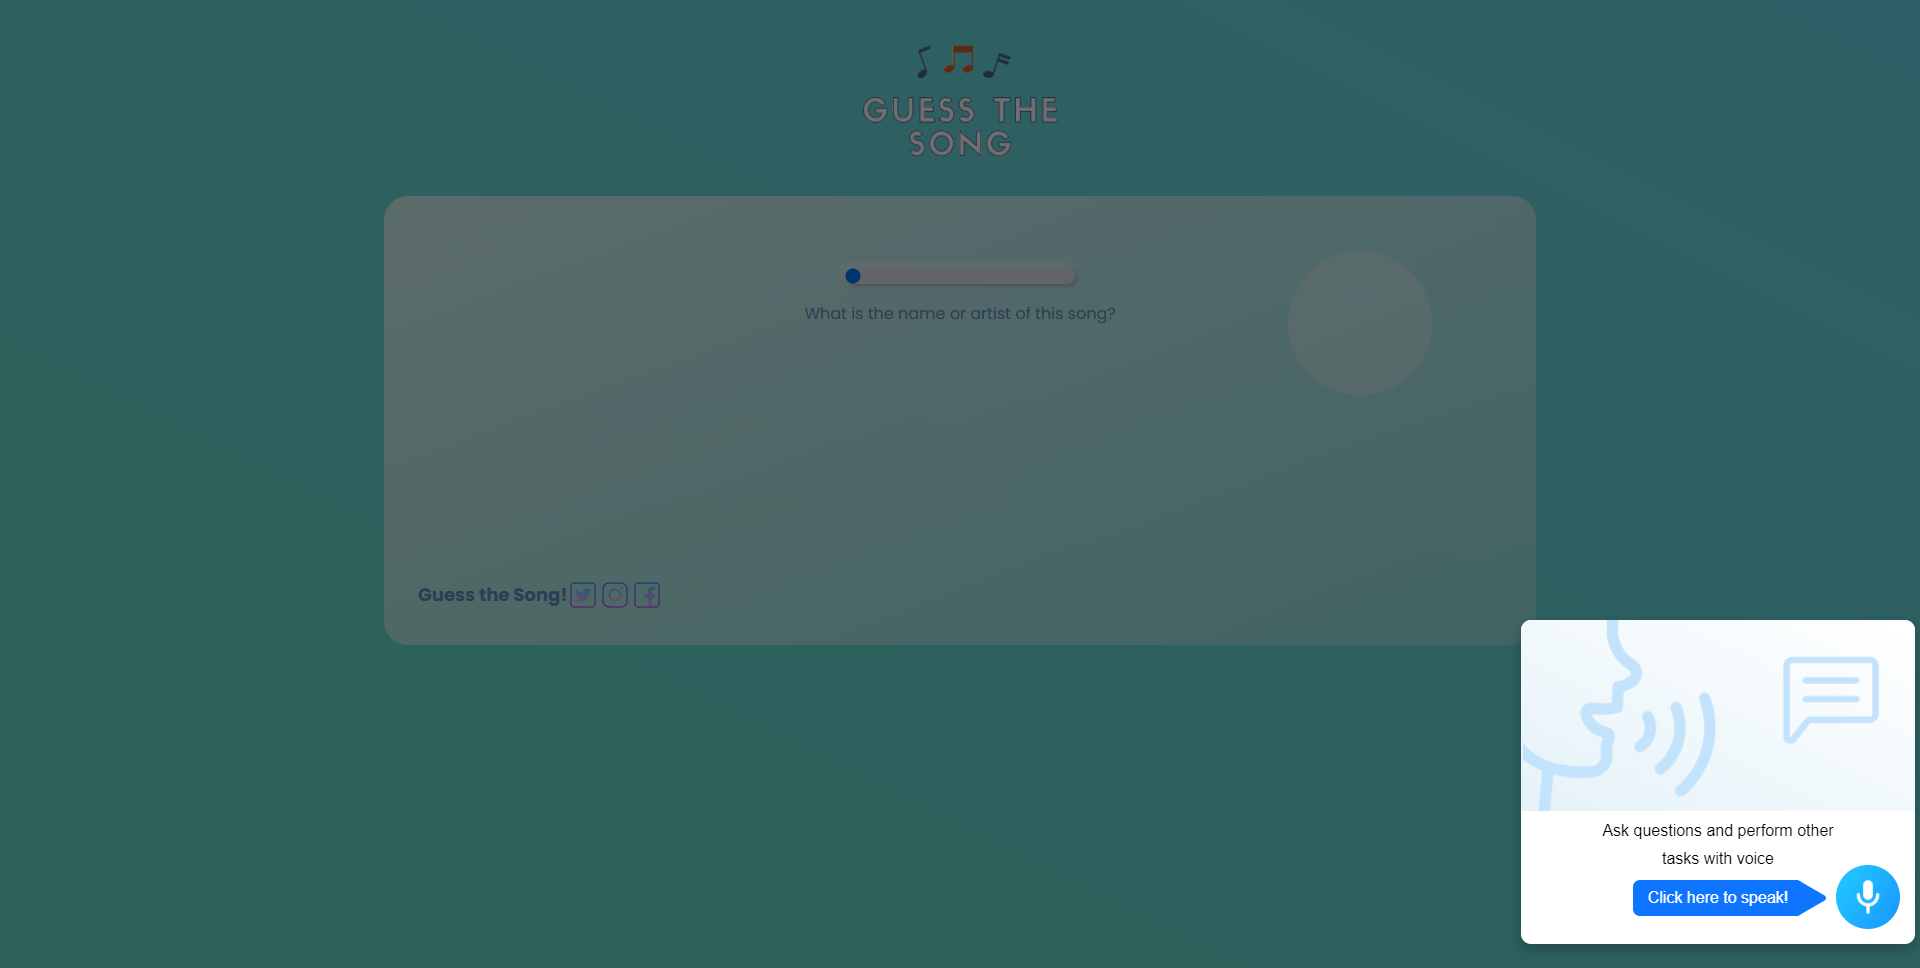 GUESS THE
SONG
What is the name or artist of this song?
Guess the Song!
Ask questions and perform other
tasks with voice
Click here to speak!